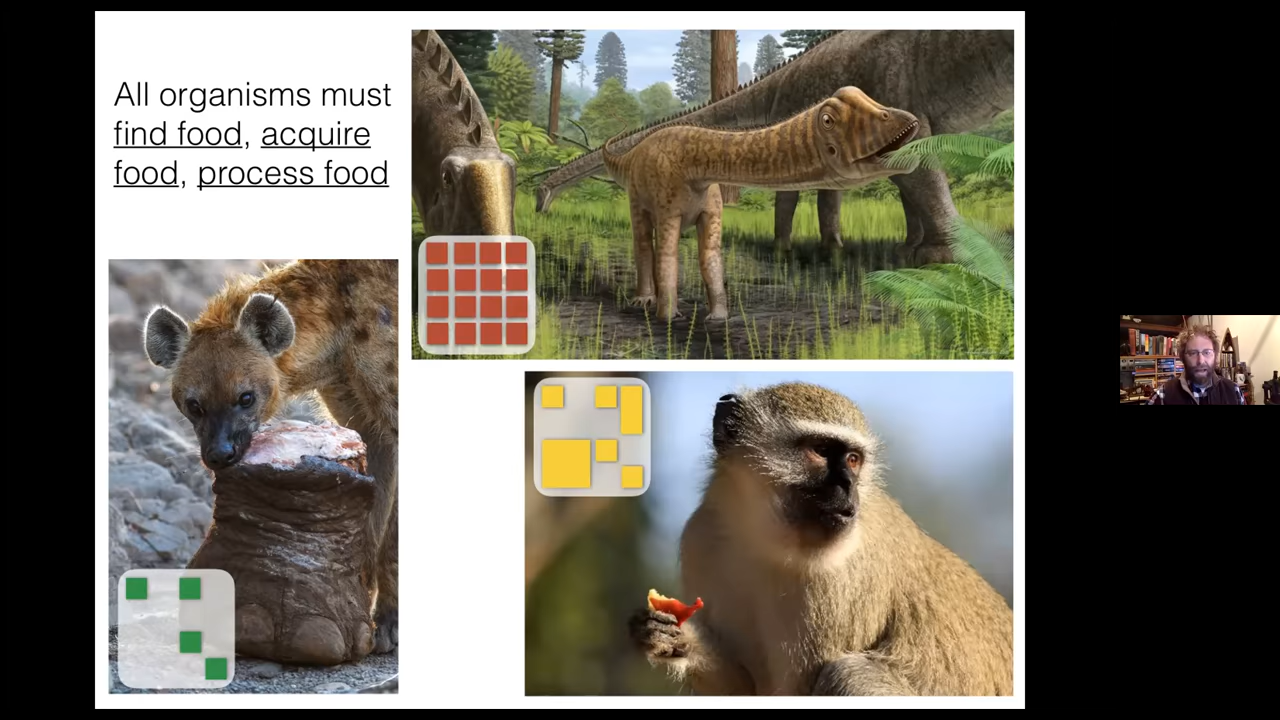 All organisms must
find food, acquire
food, process food